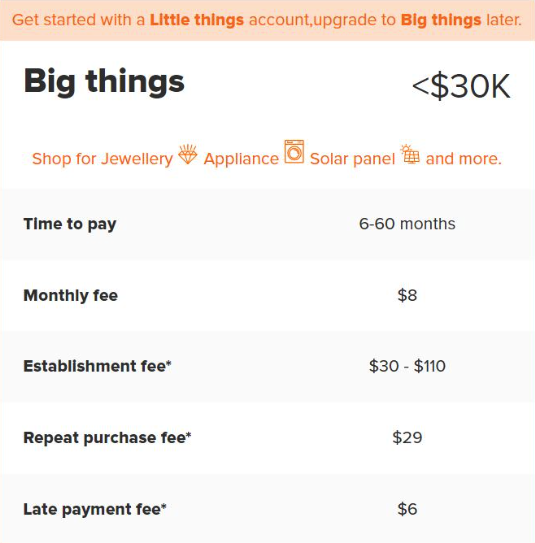 Get started with a Little things account,upgrade to Big things later.
Big things <$30K
Shop for Jewellery Appliance Solar panel and more.
Time to pay 6-60 months
Monthly fee $8
Establishment fee* $30 - $110
Repeat purchase fee* $29
Late payment fee* $6